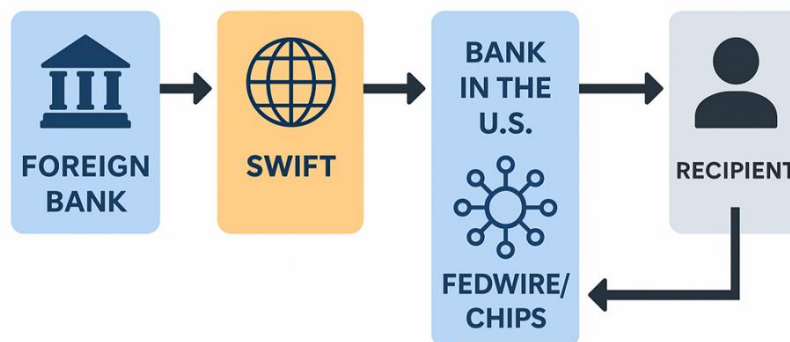 FOREIGN
BANK
SWIFT
BANK
IN THE
U.S.
FEDWIRE/
CHIPS
RECIPIENT